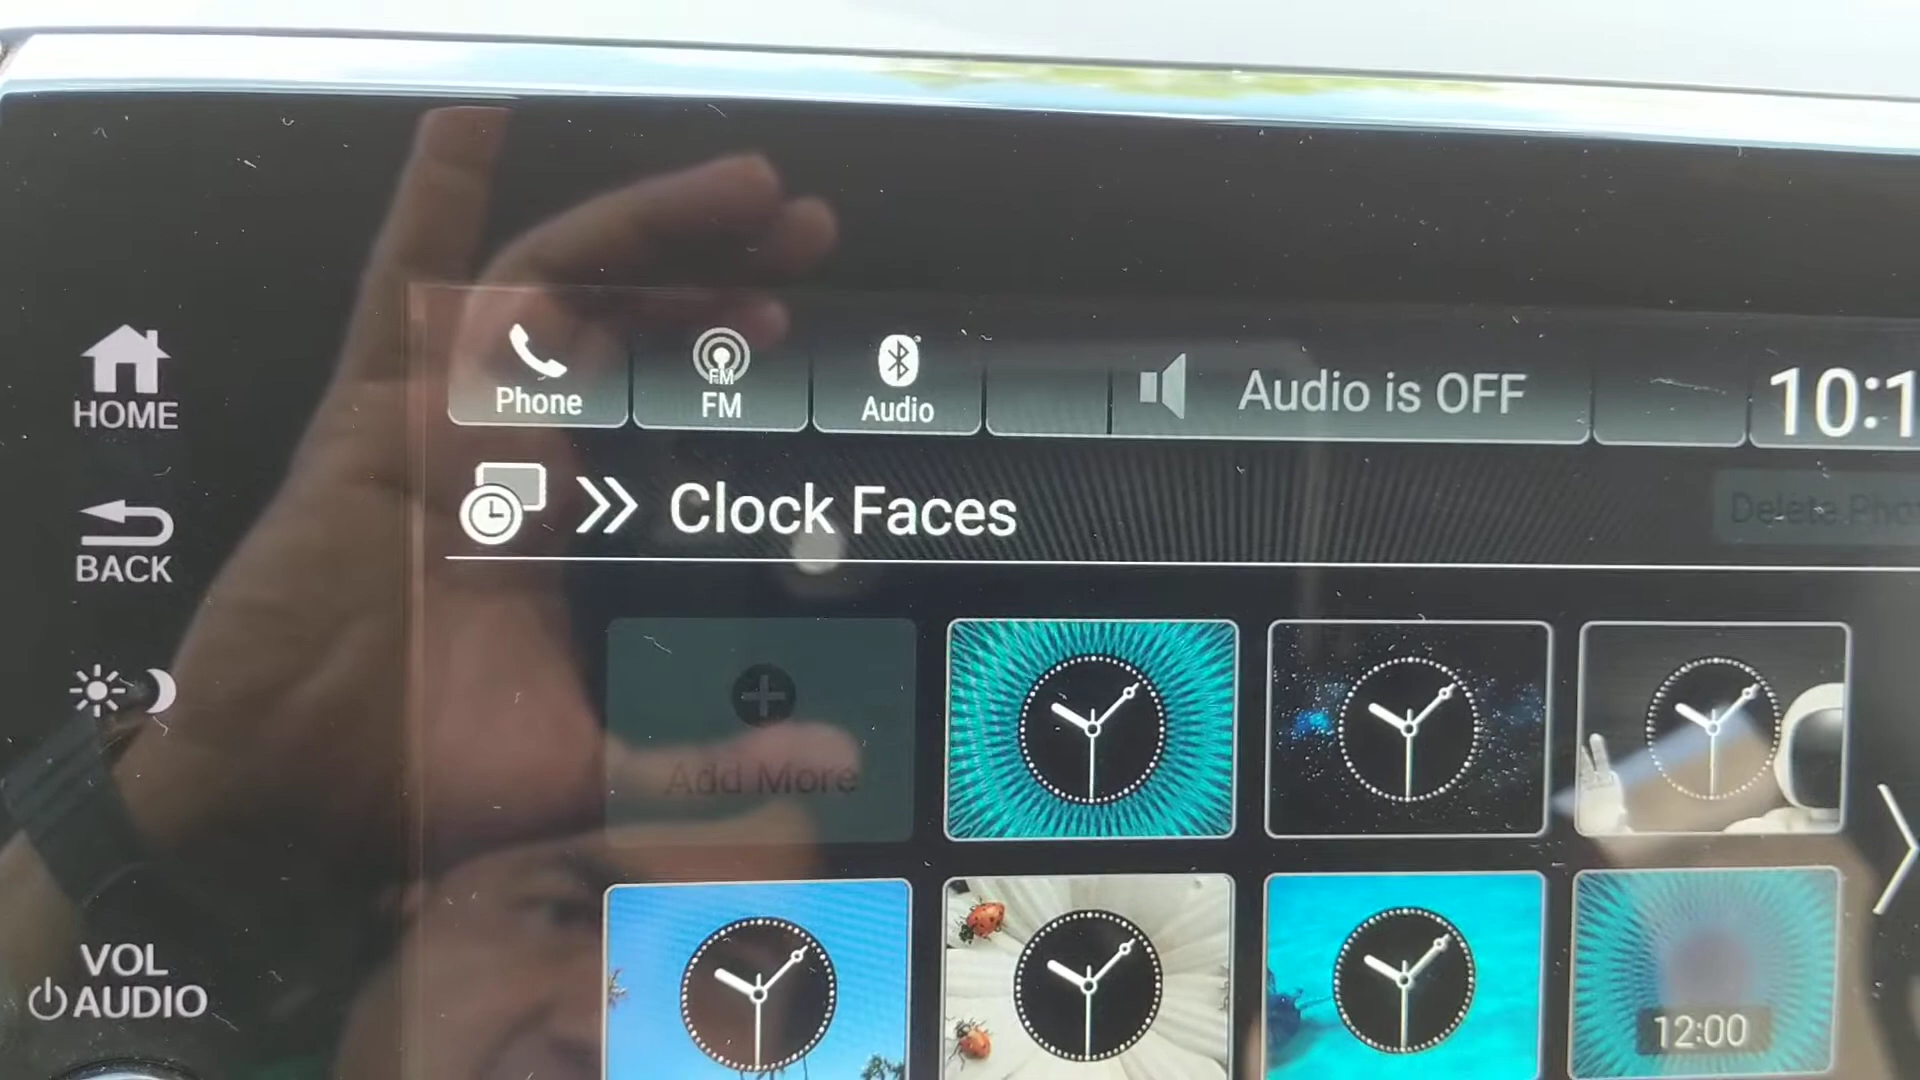 HOME
BACK
VOL
AUDIO
Phone
FM
FM
Audio
Audio is OFF
10:1
Clock Faces
Delete Pho
Add More
12:00